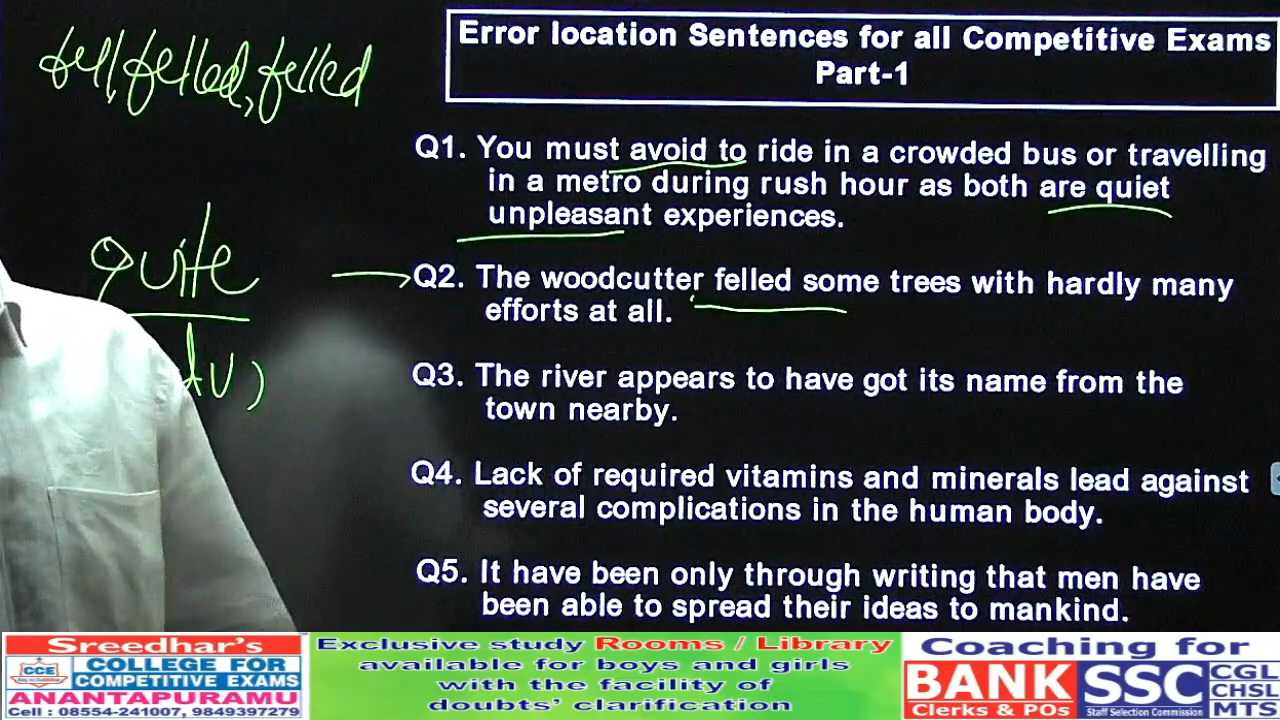 fell, felled, felled
Error location Sentences for all Competitive Exams
Part-1
Q1. You must avoid to ride in a crowded bus or travelling
in a metro during rush hour as both are quiet
unpleasant experiences.
quite
Q2. The woodcutter felled some trees with hardly many
efforts at all.
Q3. The river appears to have got its name from the
town nearby.
Q4. Lack of required vitamins and minerals lead against
several complications in the human body.
Q5. It have been only through writing that men have
been able to spread their ideas to mankind.
Sreedhar's
CCE
COLLEGE FOR
COMPETITIVE EXAMS
ANANTAPURAMU
Cell : 08554-241007, 9849397279
Exclusive study Rooms / Library
available for boys and girls
with the facility of
doubts' clarification
Coaching for
BANK
Clerks & POs
SSC
Staff Selection Commission
CGL
CHSL
MTS